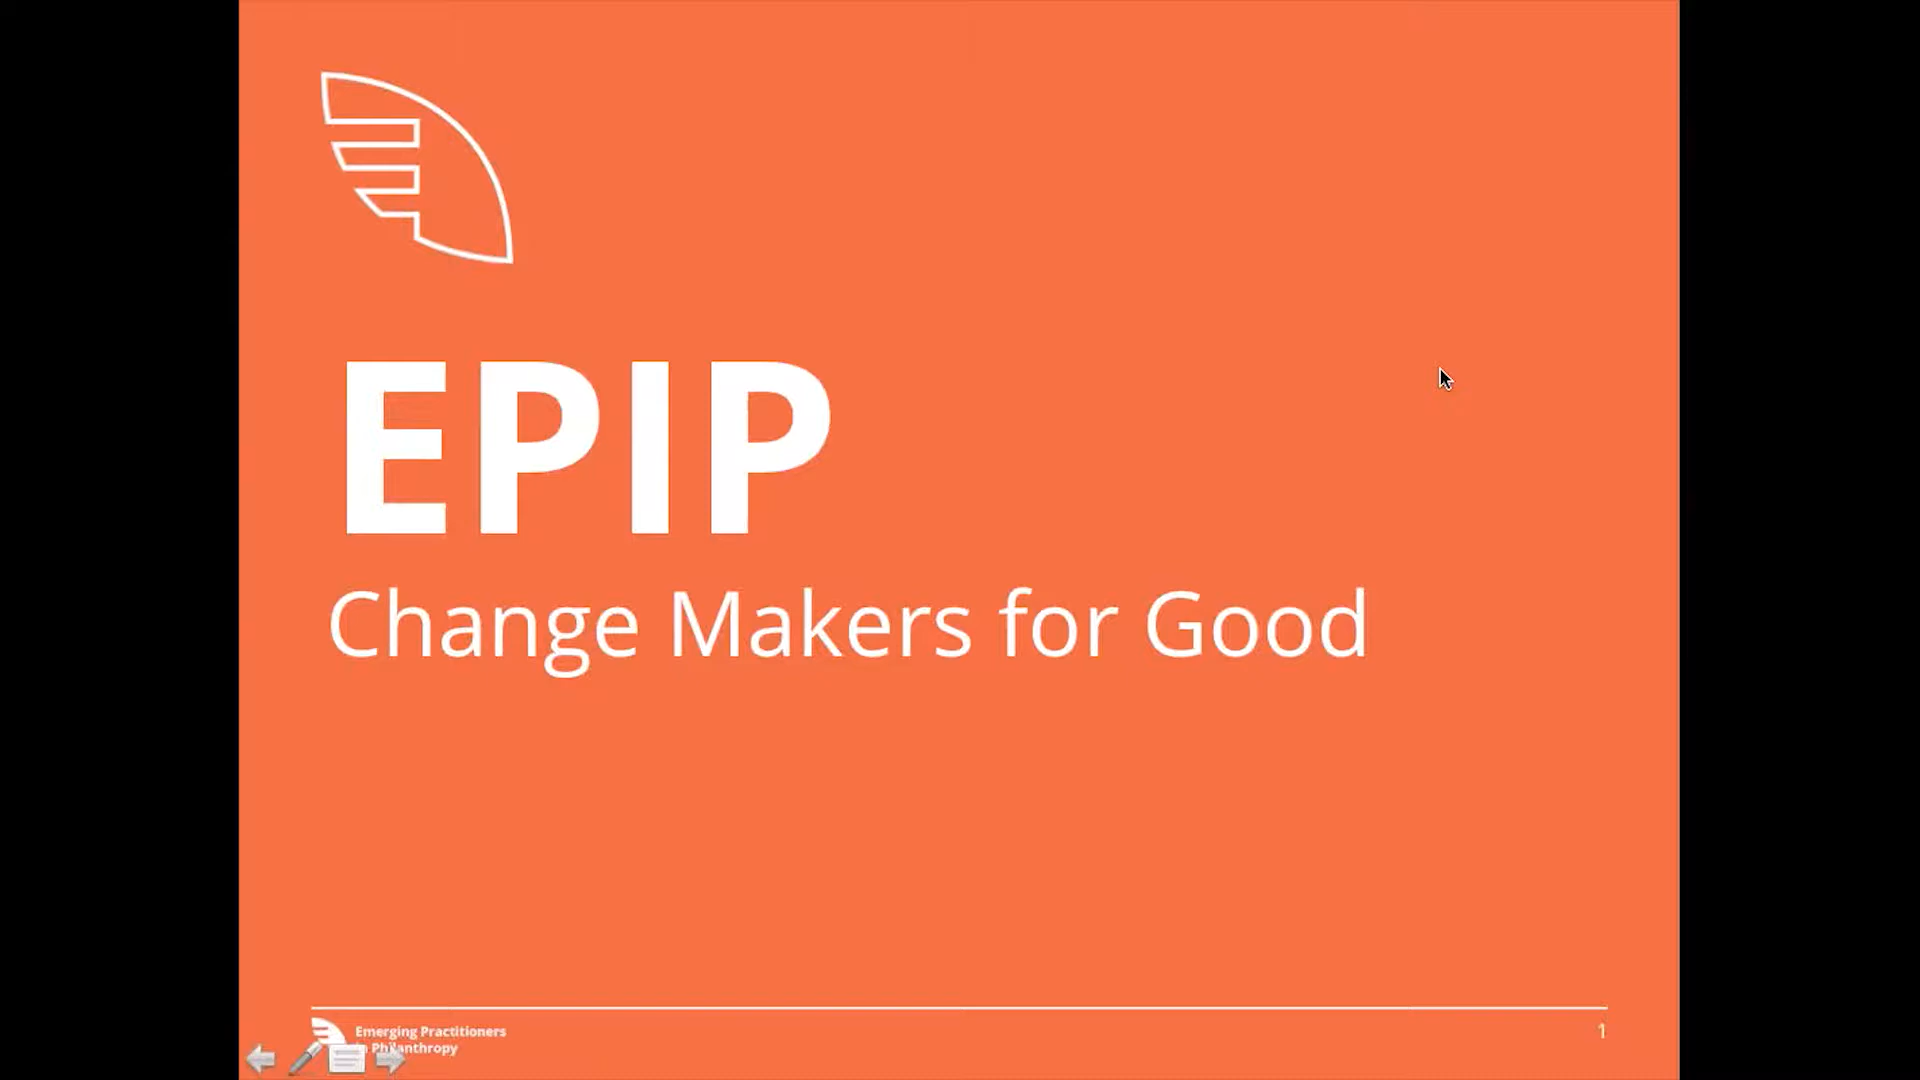 EPIP
Change Makers for Good
Emerging Practitioners
Philanthropy
1